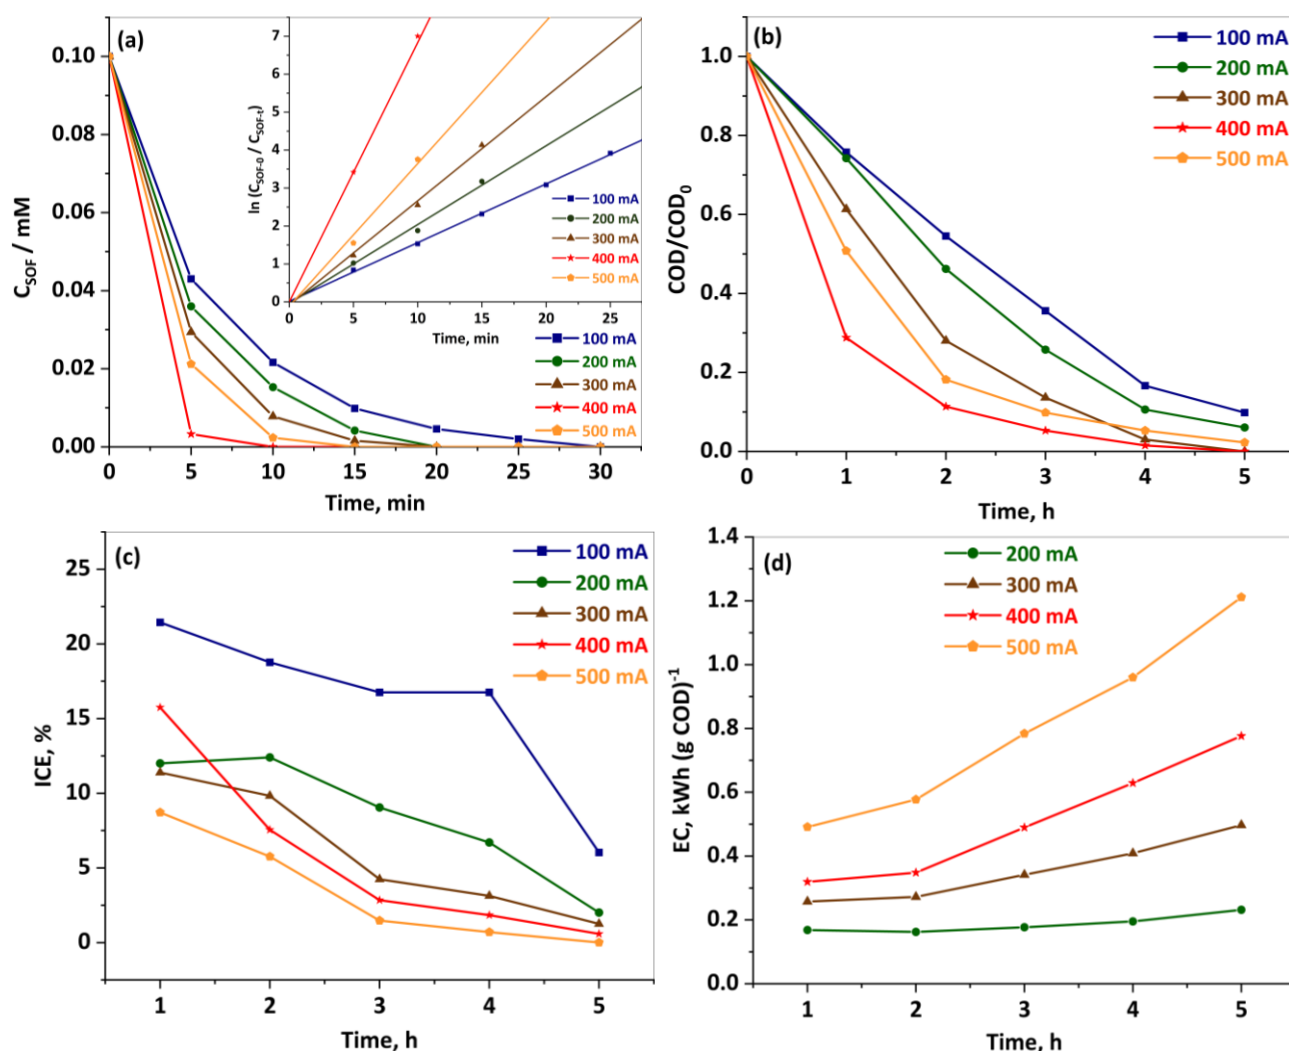 (a)
C_SOF / mM
0.10
0.08
0.06
0.04
0.02
0.00
0 5 10 15 20 25 30
Time, min
100 mA
200 mA
300 mA
400 mA
500 mA
ln (C_SOF-0 / C_SOF-t)
7
6
5
4
3
2
1
0
0 5 10 15 20 25
Time, min
100 mA
200 mA
300 mA
400 mA
500 mA
(b)
COD/COD₀
1.0
0.8
0.6
0.4
0.2
0.0
0 1 2 3 4 5
Time, h
100 mA
200 mA
300 mA
400 mA
500 mA
(c)
ICE, %
25
20
15
10
5
0
1 2 3 4 5
Time, h
100 mA
200 mA
300 mA
400 mA
500 mA
(d)
EC, kWh (g COD)⁻¹
1.4
1.2
1.0
0.8
0.6
0.4
0.2
0.0
1 2 3 4 5
Time, h
200 mA
300 mA
400 mA
500 mA